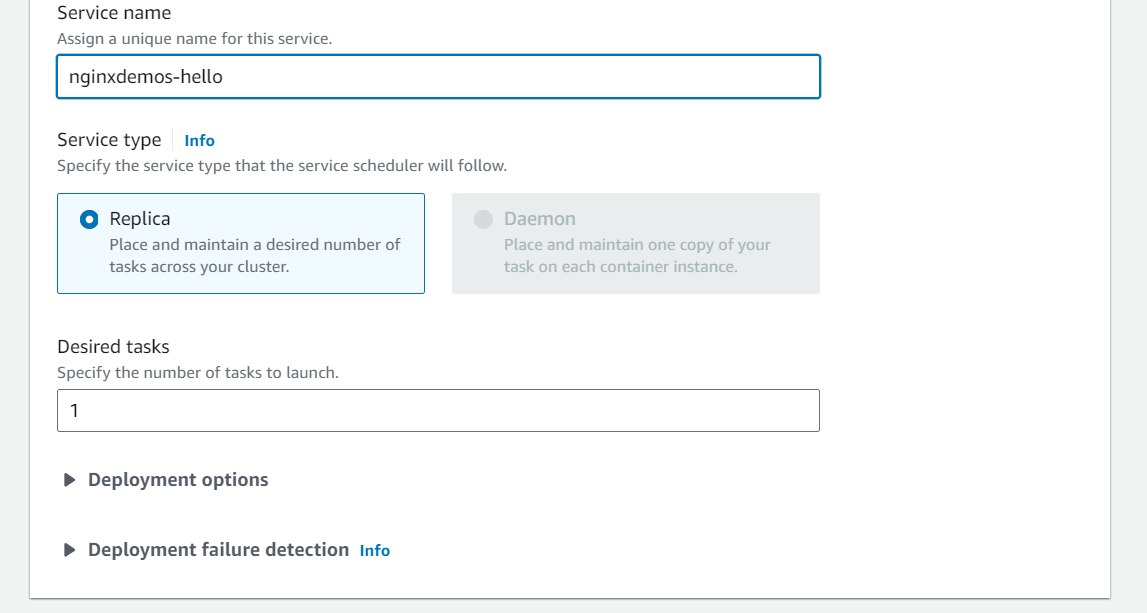 Service name
Assign a unique name for this service.
nginxdemos-hello
Service type Info
Specify the service type that the service scheduler will follow.
Replica
Place and maintain a desired number of
tasks across your cluster.
Daemon
Place and maintain one copy of your
task on each container instance.
Desired tasks
Specify the number of tasks to launch.
1
Deployment options
Deployment failure detection Info